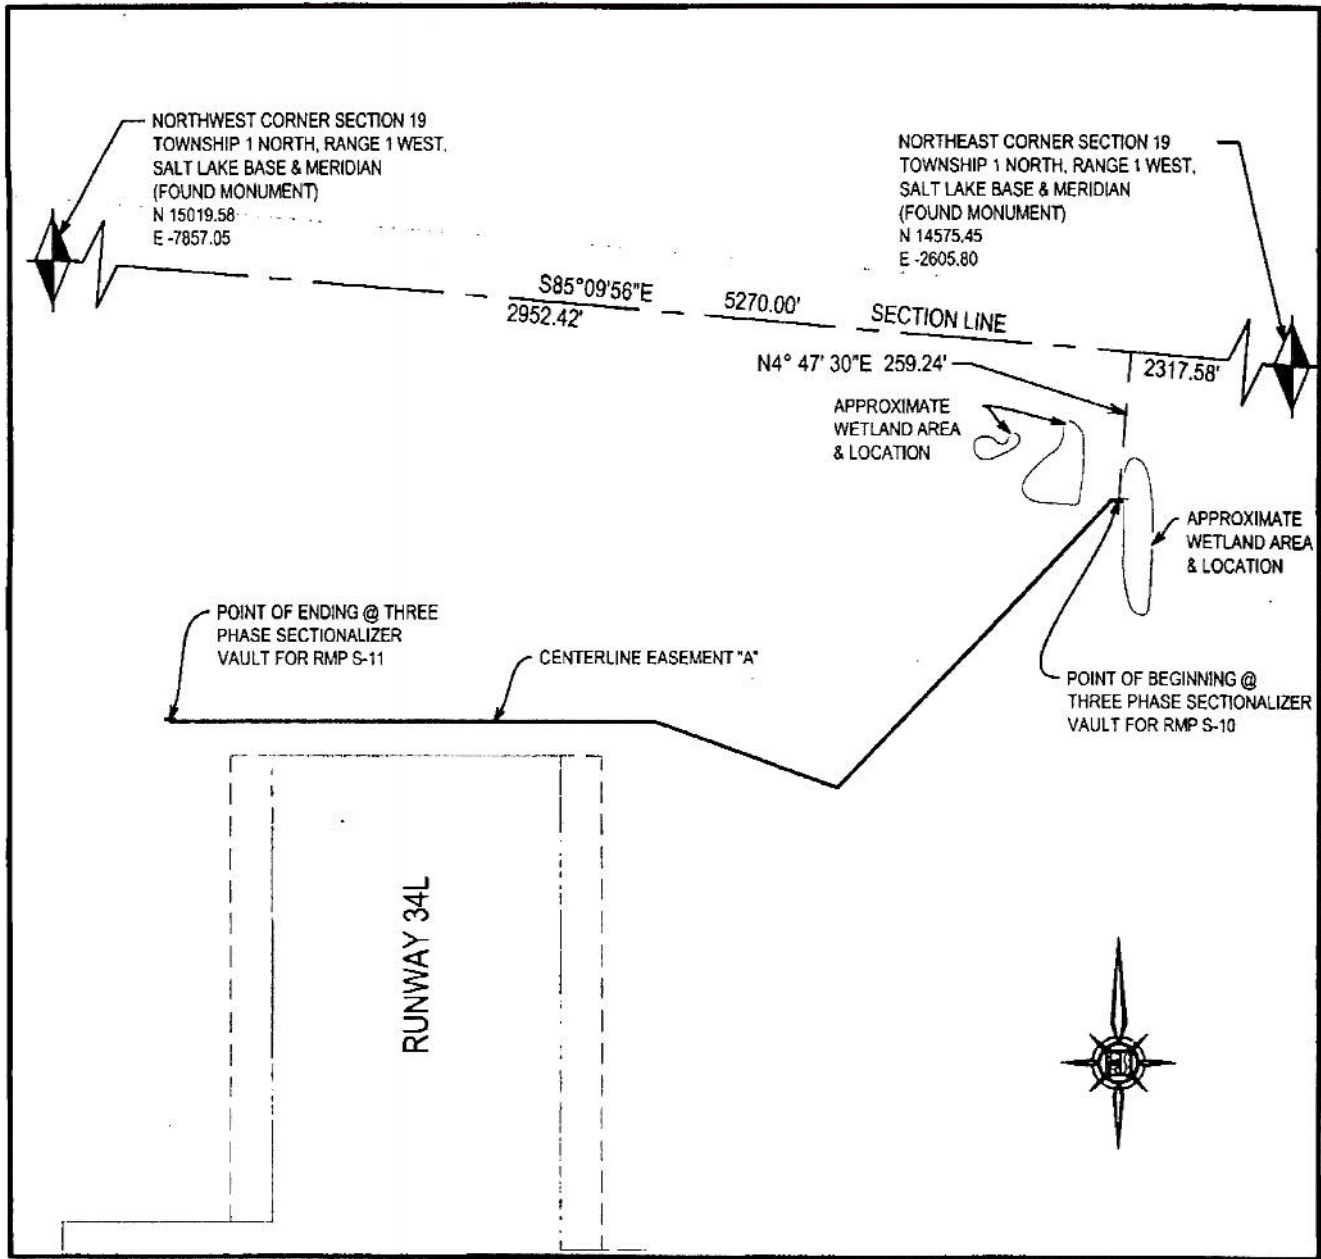 NORTHWEST CORNER SECTION 19
TOWNSHIP 1 NORTH, RANGE 1 WEST,
SALT LAKE BASE & MERIDIAN
(FOUND MONUMENT)
N 15019.58
E -7857.05
NORTHEAST CORNER SECTION 19
TOWNSHIP 1 NORTH, RANGE 1 WEST,
SALT LAKE BASE & MERIDIAN
(FOUND MONUMENT)
N 14575.45
E -2605.80
S85°09'56"E
5270.00'
SECTION LINE
2952.42'
2317.58'
N4° 47' 30"E 259.24'
APPROXIMATE
WETLAND AREA
& LOCATION
APPROXIMATE
WETLAND AREA
& LOCATION
POINT OF ENDING @ THREE
PHASE SECTIONALIZER
VAULT FOR RMP S-11
CENTERLINE EASEMENT "A"
POINT OF BEGINNING @
THREE PHASE SECTIONALIZER
VAULT FOR RMP S-10
RUNWAY 34L